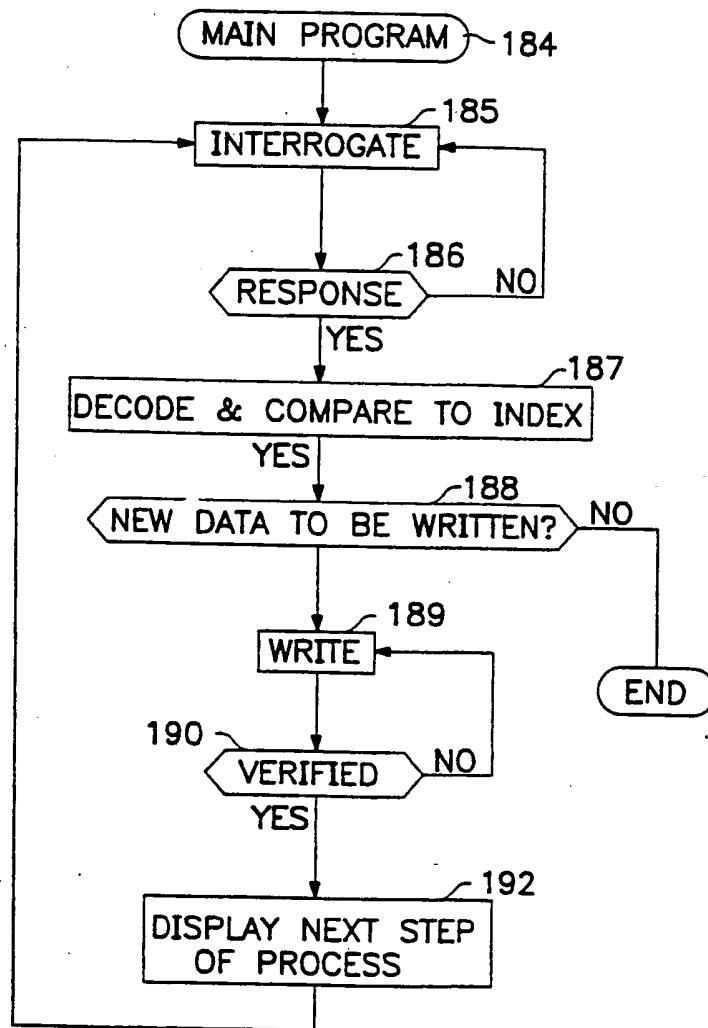 MAIN PROGRAM
184
185
INTERROGATE
186
RESPONSE
NO
YES
187
DECODE & COMPARE TO INDEX
YES
188
NEW DATA TO BE WRITTEN?
NO
189
WRITE
END
190
VERIFIED
NO
YES
192
DISPLAY NEXT STEP
OF PROCESS